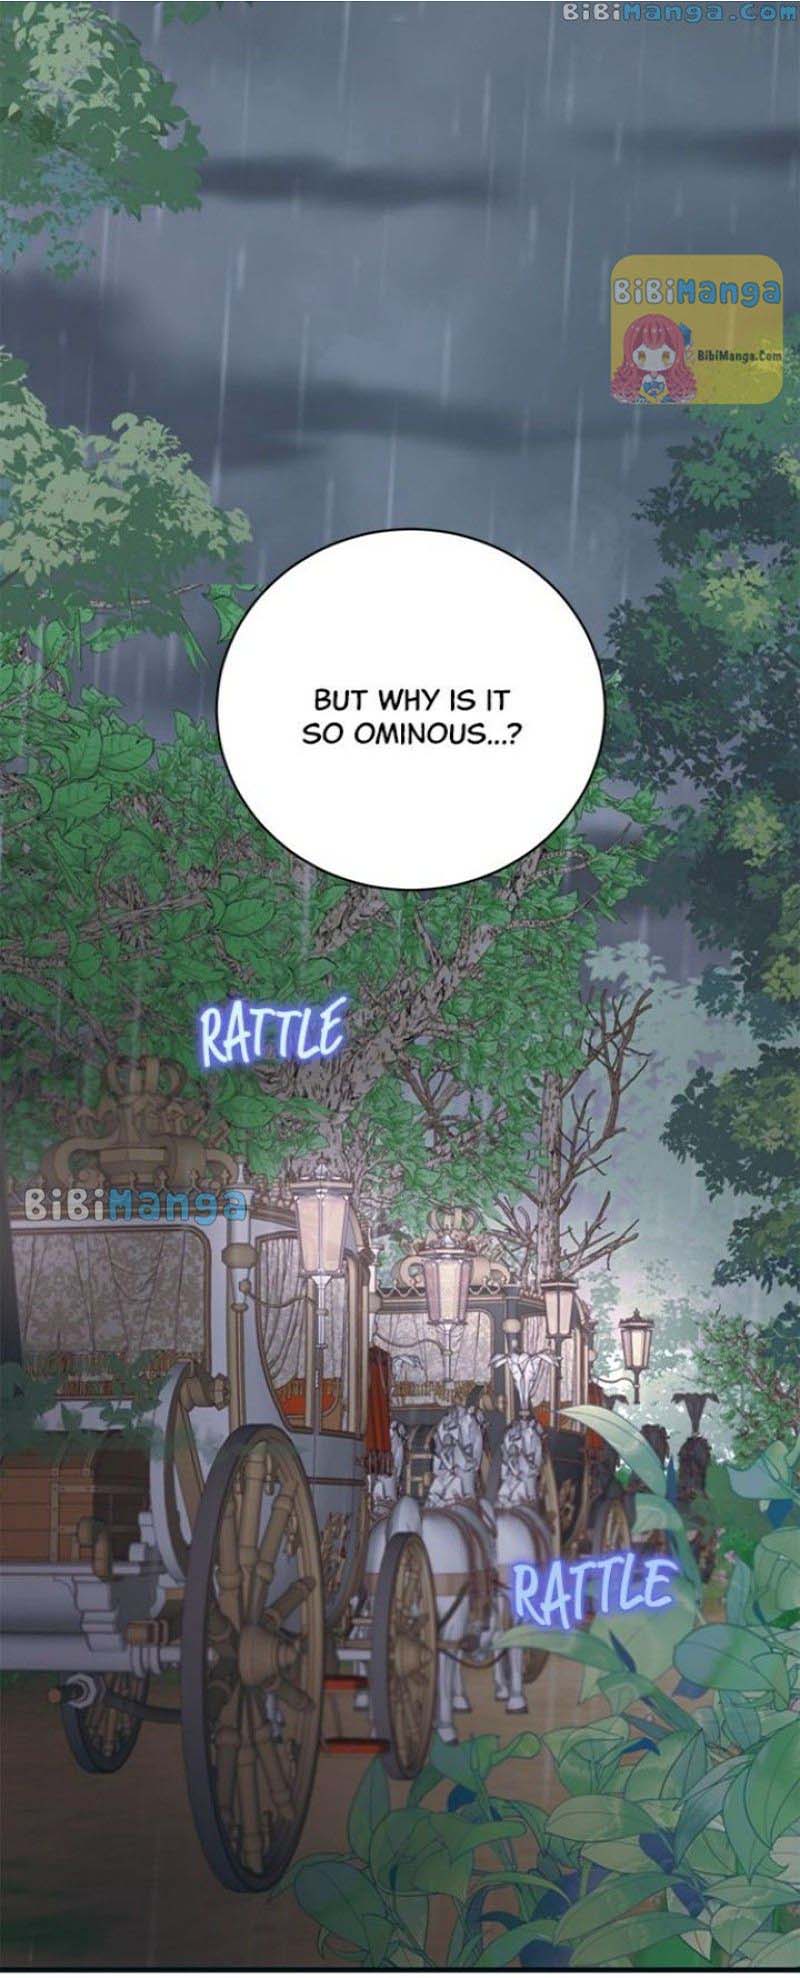 BiBiManga.Com
BiBiManga
BibiManga.Com
BUT WHY IS IT
SO OMINOUS...?
RATTLE
BiBiManga
RATTLE